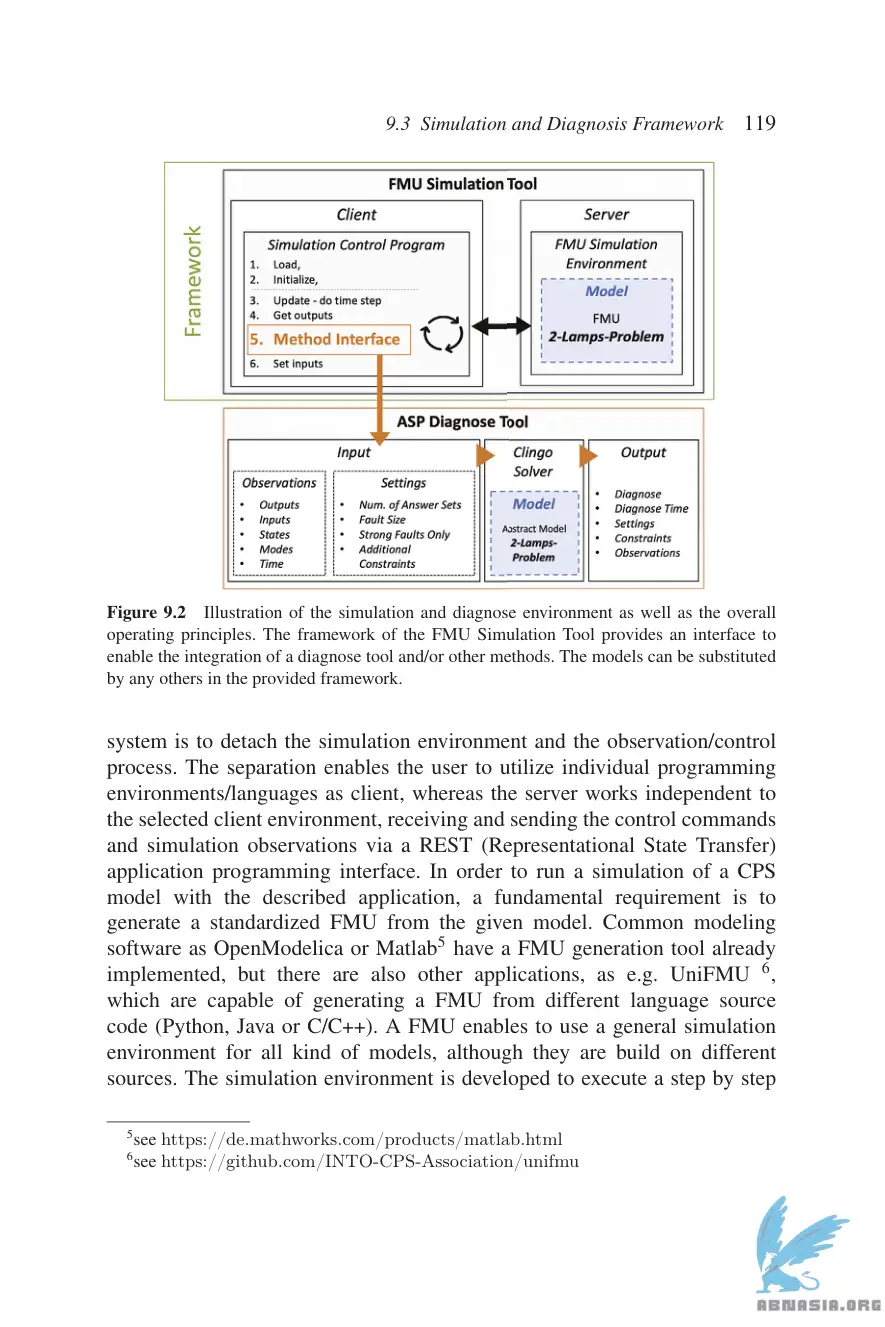 9.3 Simulation and Diagnosis Framework 119
Framework
FMU Simulation Tool
Client
Simulation Control Program
1. Load,
2. Initialize,
3. Update - do time step
4. Get outputs
5. Method Interface
6. Set inputs
Server
FMU Simulation
Environment
Model
FMU
2-Lamps-Problem
ASP Diagnose Tool
Input
Observations
• Outputs
• Inputs
• States
• Modes
• Time
Settings
• Num. of Answer Sets
• Fault Size
• Strong Faults Only
• Additional
Constraints
Clingo
Solver
Model
Abstract Model
2-Lamps-
Problem
Output
• Diagnose
• Diagnose Time
• Settings
• Constraints
• Observations
Figure 9.2 Illustration of the simulation and diagnose environment as well as the overall
operating principles. The framework of the FMU Simulation Tool provides an interface to
enable the integration of a diagnose tool and/or other methods. The models can be substituted
by any others in the provided framework.
system is to detach the simulation environment and the observation/control
process. The separation enables the user to utilize individual programming
environments/languages as client, whereas the server works independent to
the selected client environment, receiving and sending the control commands
and simulation observations via a REST (Representational State Transfer)
application programming interface. In order to run a simulation of a CPS
model with the described application, a fundamental requirement is to
generate a standardized FMU from the given model. Common modeling
software as OpenModelica or Matlab5 have a FMU generation tool already
implemented, but there are also other applications, as e.g. UniFMU 6,
which are capable of generating a FMU from different language source
code (Python, Java or C/C++). A FMU enables to use a general simulation
environment for all kind of models, although they are build on different
sources. The simulation environment is developed to execute a step by step
5see https://de.mathworks.com/products/matlab.html
6see https://github.com/INTO-CPS-Association/unifmu
ABNASIA.ORG